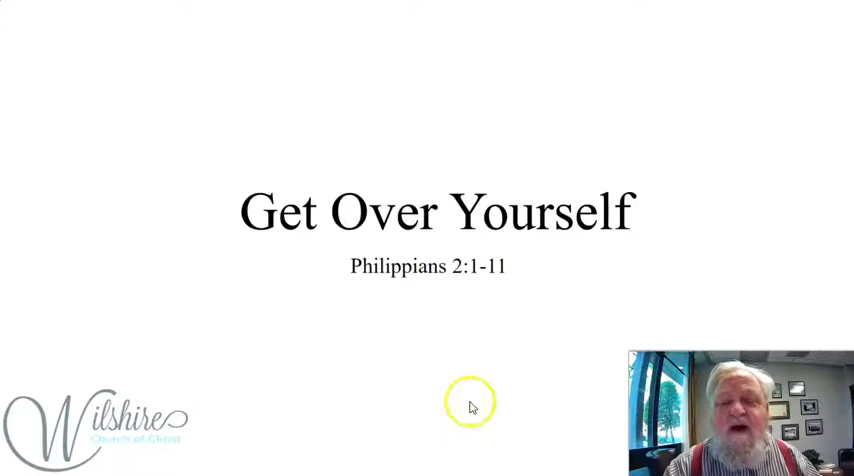 Get Over Yourself
Philippians 2:1-11
Wilshire
Church of Christ